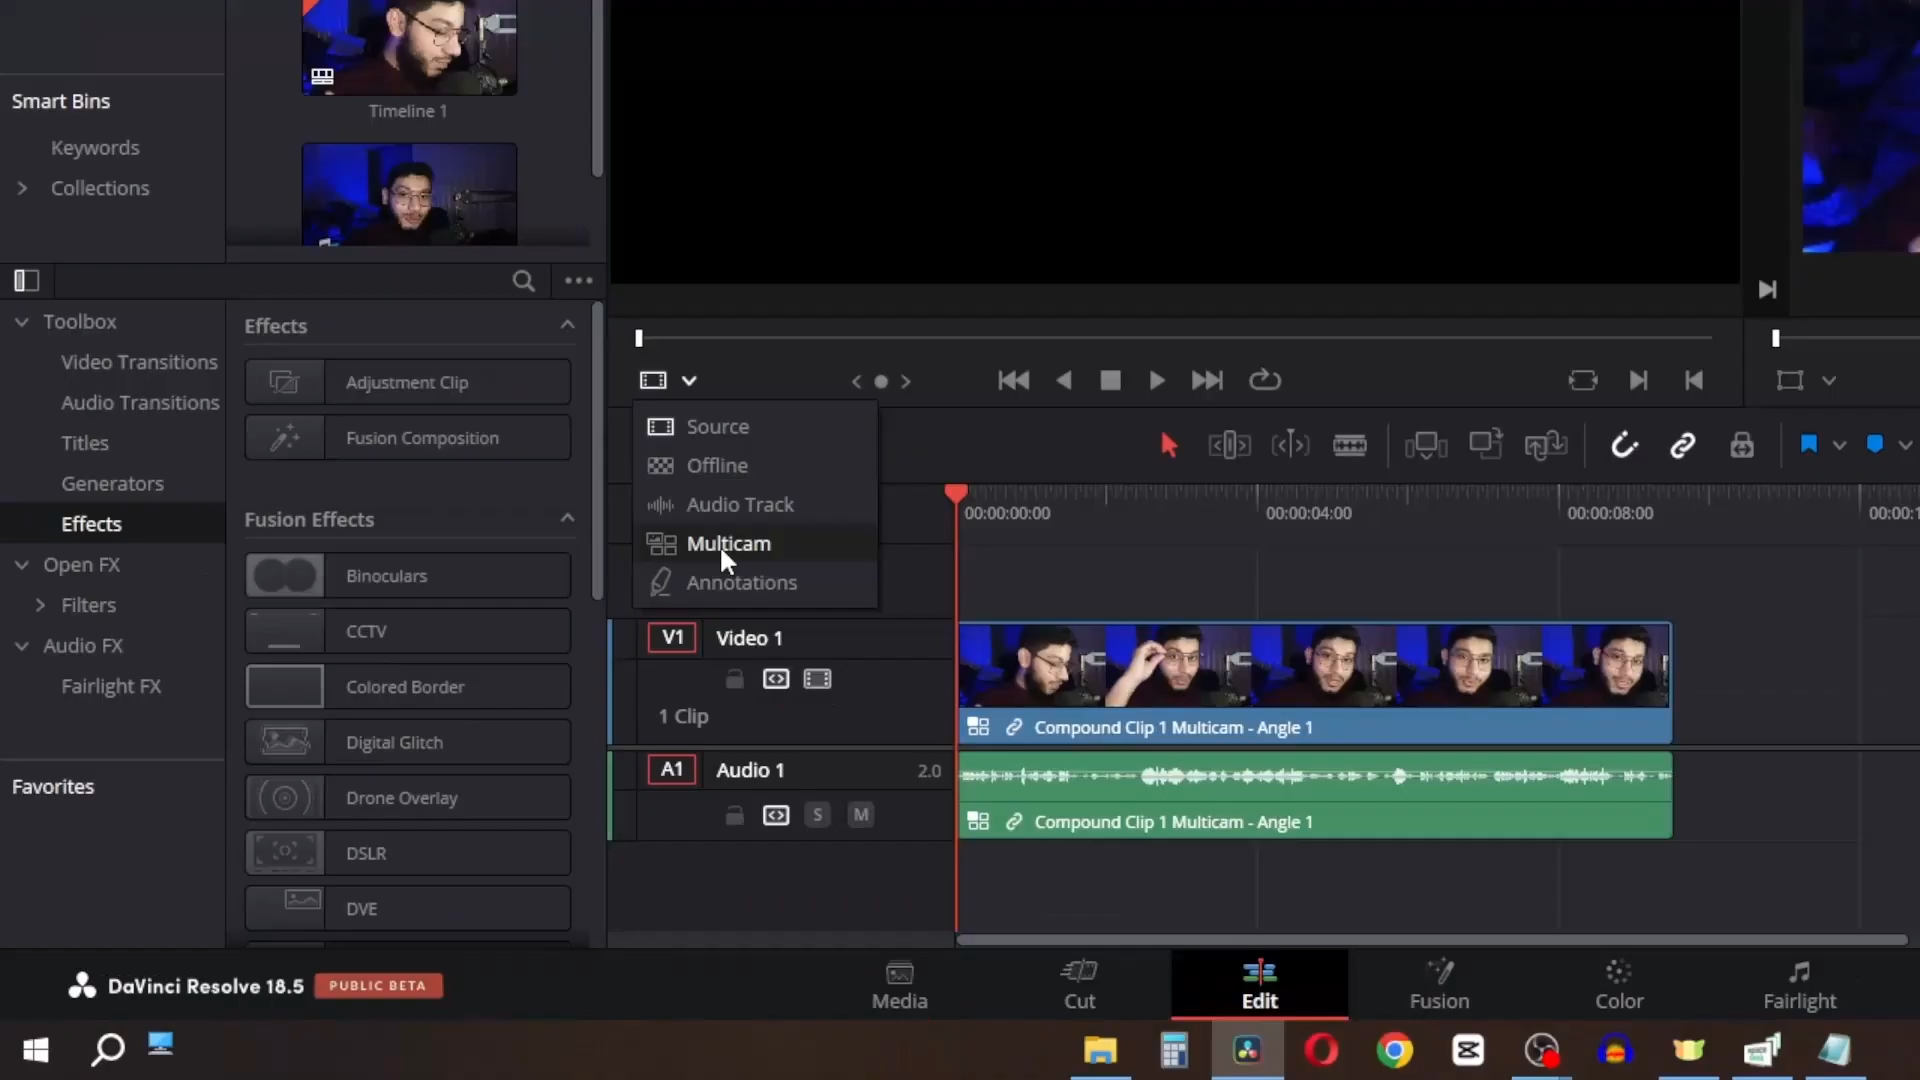 Timeline 1
Smart Bins
Keywords
Collections
Toolbox
Video Transitions
Audio Transitions
Titles
Generators
Effects
Open FX
Filters
Audio FX
Fairlight FX
Favorites
Effects
Adjustment Clip
Fusion Composition
Fusion Effects
Binoculars
CCTV
Colored Border
Digital Glitch
Drone Overlay
DSLR
DVE
Source
Offline
Audio Track
Multicam
Annotations
00:00:00:00
00:00:04:00
00:00:08:00
00:00:1
V1 Video 1
1 Clip
Compound Clip 1 Multicam - Angle 1
A1 Audio 1 2.0
S M
Compound Clip 1 Multicam - Angle 1
DaVinci Resolve 18.5 PUBLIC BETA
Media Cut Edit Fusion Color Fairlight